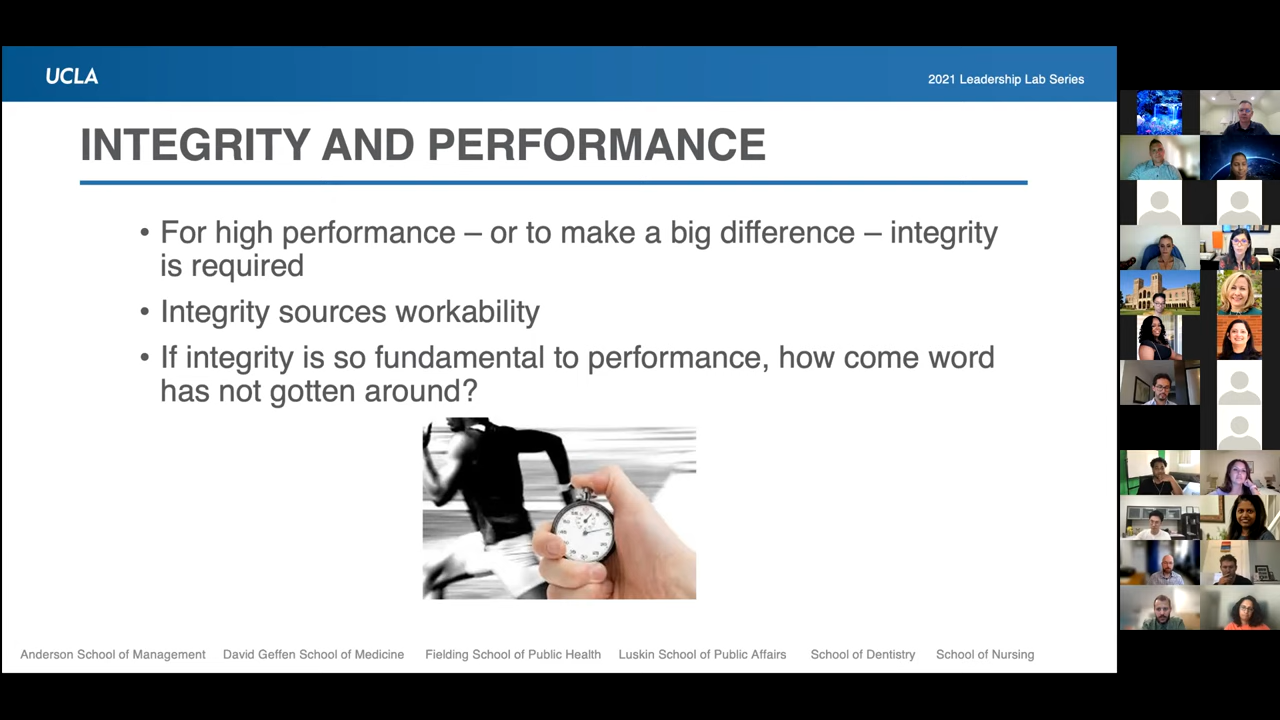 UCLA
2021 Leadership Lab Series
INTEGRITY AND PERFORMANCE
• For high performance – or to make a big difference – integrity
is required
• Integrity sources workability
• If integrity is so fundamental to performance, how come word
has not gotten around?
Anderson School of Management David Geffen School of Medicine Fielding School of Public Health Luskin School of Public Affairs School of Dentistry School of Nursing